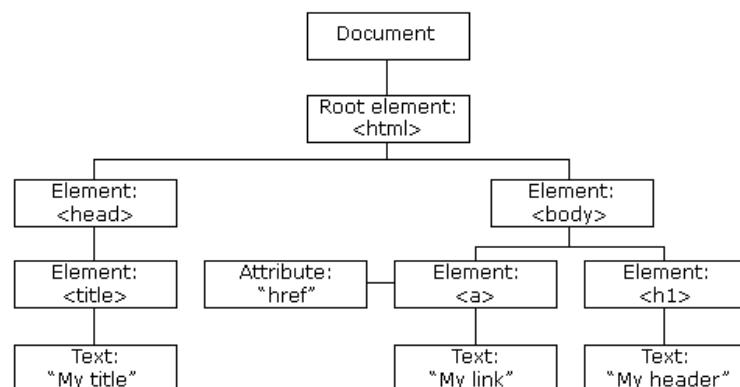 Document
Root element:
<html>
Element:
<head>
Element:
<body>
Element:
<title>
Attribute:
“href”
Element:
<a>
Element:
<h1>
Text:
“My title”
Text:
“My link”
Text:
“My header”